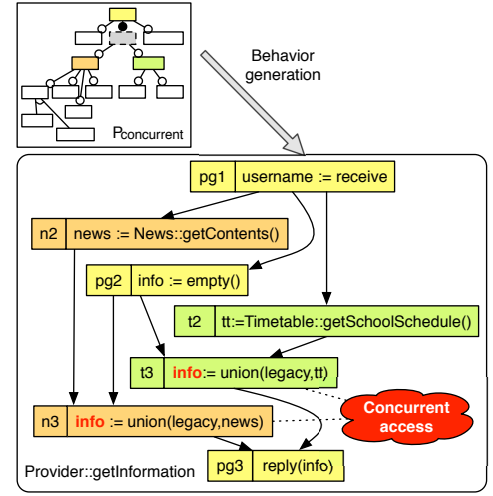 Behavior
generation
Pconcurrent
pg1 username := receive
n2 news := News::getContents()
pg2 info := empty()
t2 tt:=Timetable::getSchoolSchedule()
t3 info:= union(legacy,tt)
Concurrent
access
n3 info := union(legacy,news)
Provider::getInformation
pg3 reply(info)